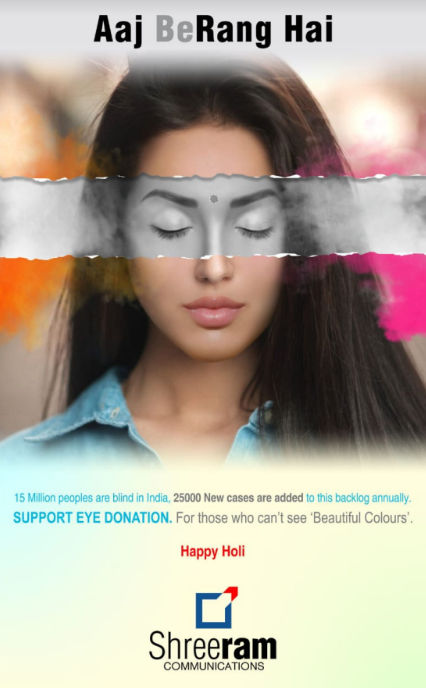 Aaj BeRang Hai
15 Million peoples are blind in India, 25000 New cases are added to this backlog annually.
SUPPORT EYE DONATION. For those who can't see 'Beautiful Colours'.
Happy Holi
Shreeram
COMMUNICATIONS